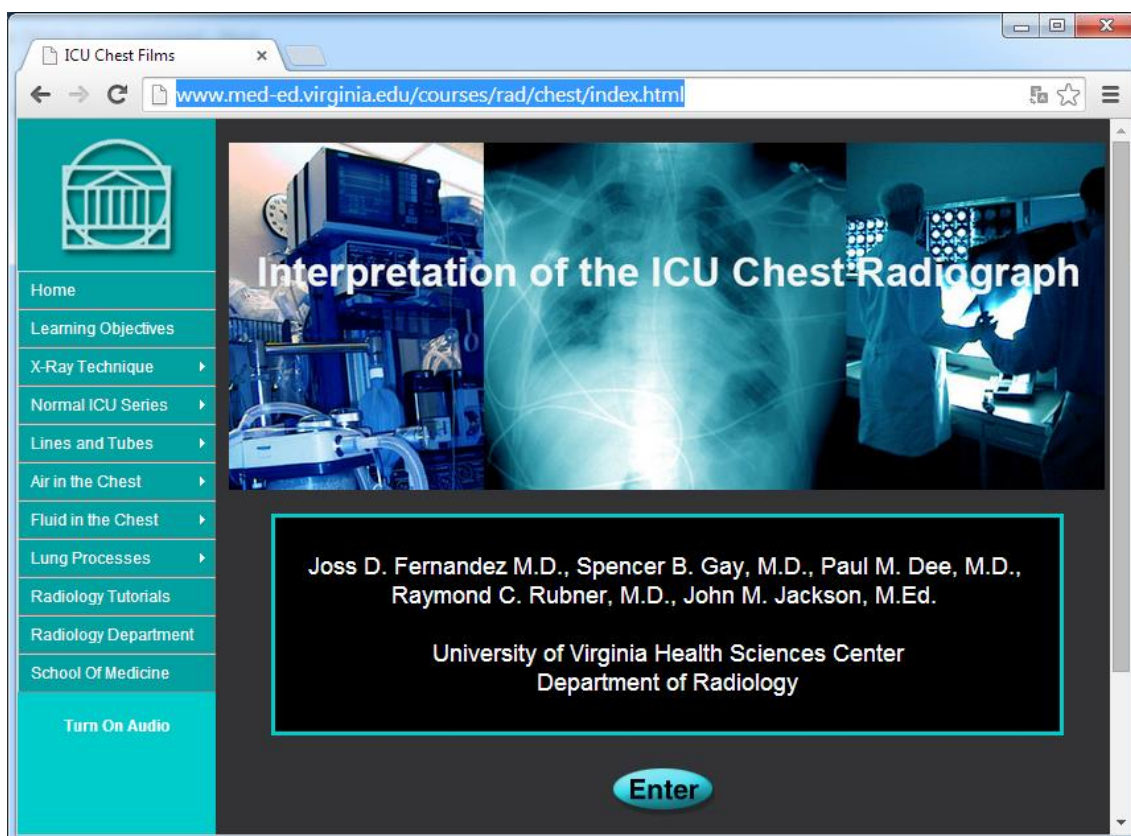 ICU Chest Films
www.med-ed.virginia.edu/courses/rad/chest/index.html
Interpretation of the ICU Chest Radiograph
Home
Learning Objectives
X-Ray Technique
Normal ICU Series
Lines and Tubes
Air in the Chest
Fluid in the Chest
Lung Processes
Radiology Tutorials
Radiology Department
School Of Medicine
Turn On Audio
Joss D. Fernandez M.D., Spencer B. Gay, M.D., Paul M. Dee, M.D.,
Raymond C. Rubner, M.D., John M. Jackson, M.Ed.
University of Virginia Health Sciences Center
Department of Radiology
Enter